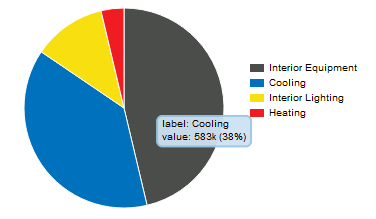 Interior Equipment
Cooling
Interior Lighting
Heating
label: Cooling
value: 583k (38%)